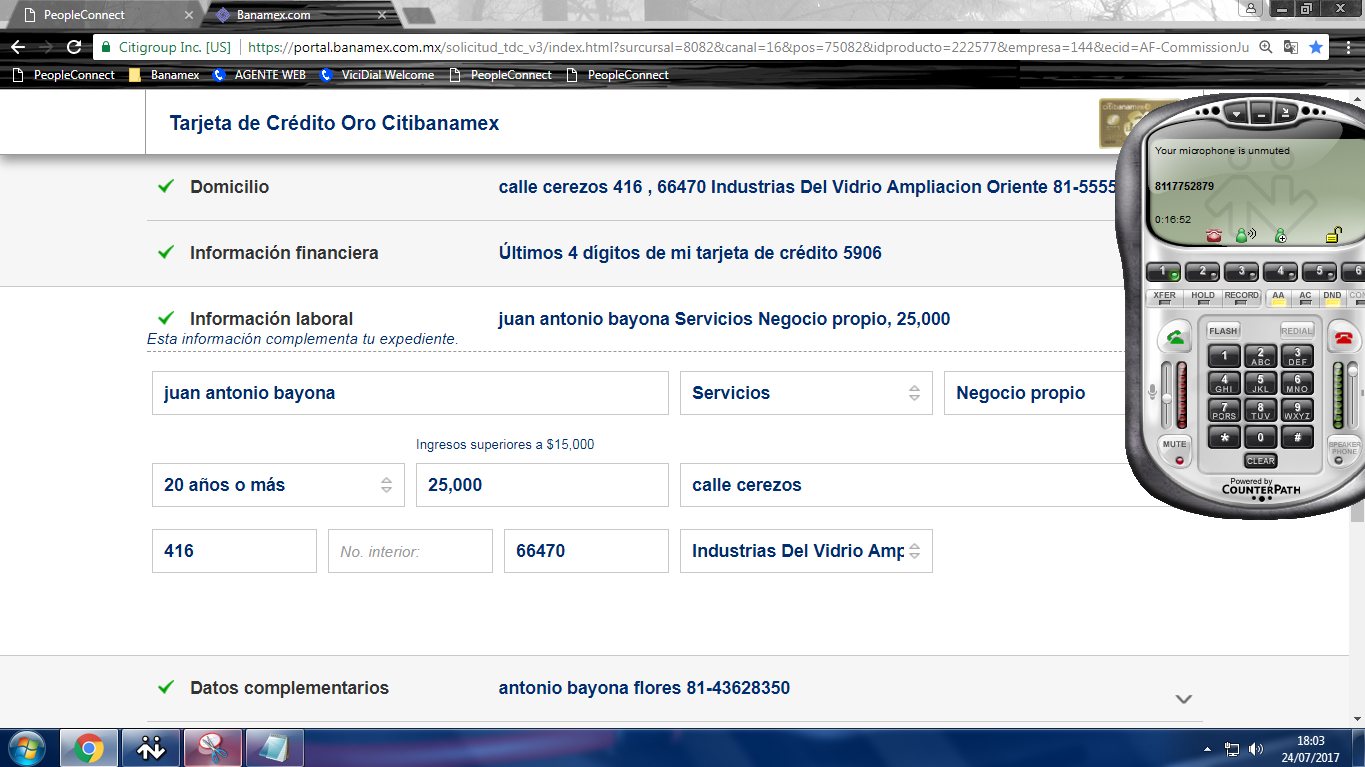 PeopleConnect
Banamex.com
Citigroup Inc. [US]
https://portal.banamex.com.mx/solicitud_tdc_v3/index.html?surcursal=8082&canal=16&pos=75082&idproducto=222577&empresa=144&ecid=AF-CommissionJu
PeopleConnect Banamex AGENTE WEB ViciDial Welcome PeopleConnect PeopleConnect
Tarjeta de Crédito Oro Citibanamex
Domicilio
calle cerezos 416 , 66470 Industrias Del Vidrio Ampliacion Oriente 81-5555
Información financiera
Últimos 4 dígitos de mi tarjeta de crédito 5906
Información laboral
juan antonio bayona Servicios Negocio propio, 25,000
Esta información complementa tu expediente.
juan antonio bayona
Servicios
Negocio propio
Ingresos superiores a $15,000
20 años o más
25,000
calle cerezos
416
No. interior:
66470
Industrias Del Vidrio Amp
Datos complementarios
antonio bayona flores 81-43628350
Your microphone is unmuted
8117752879
0:16:52
1 2 3 4 5 6
XFER HOLD RECORD AA AC DND CON
FLASH REDIAL
1 2 ABC 3 DEF
4 GHI 5 JKL 6 MNO
7 PQRS 8 TUV 9 WXYZ
* 0 #
MUTE
SPEAKER PHONE
CLEAR
Powered by
COUNTERPATH
18:03
24/07/2017